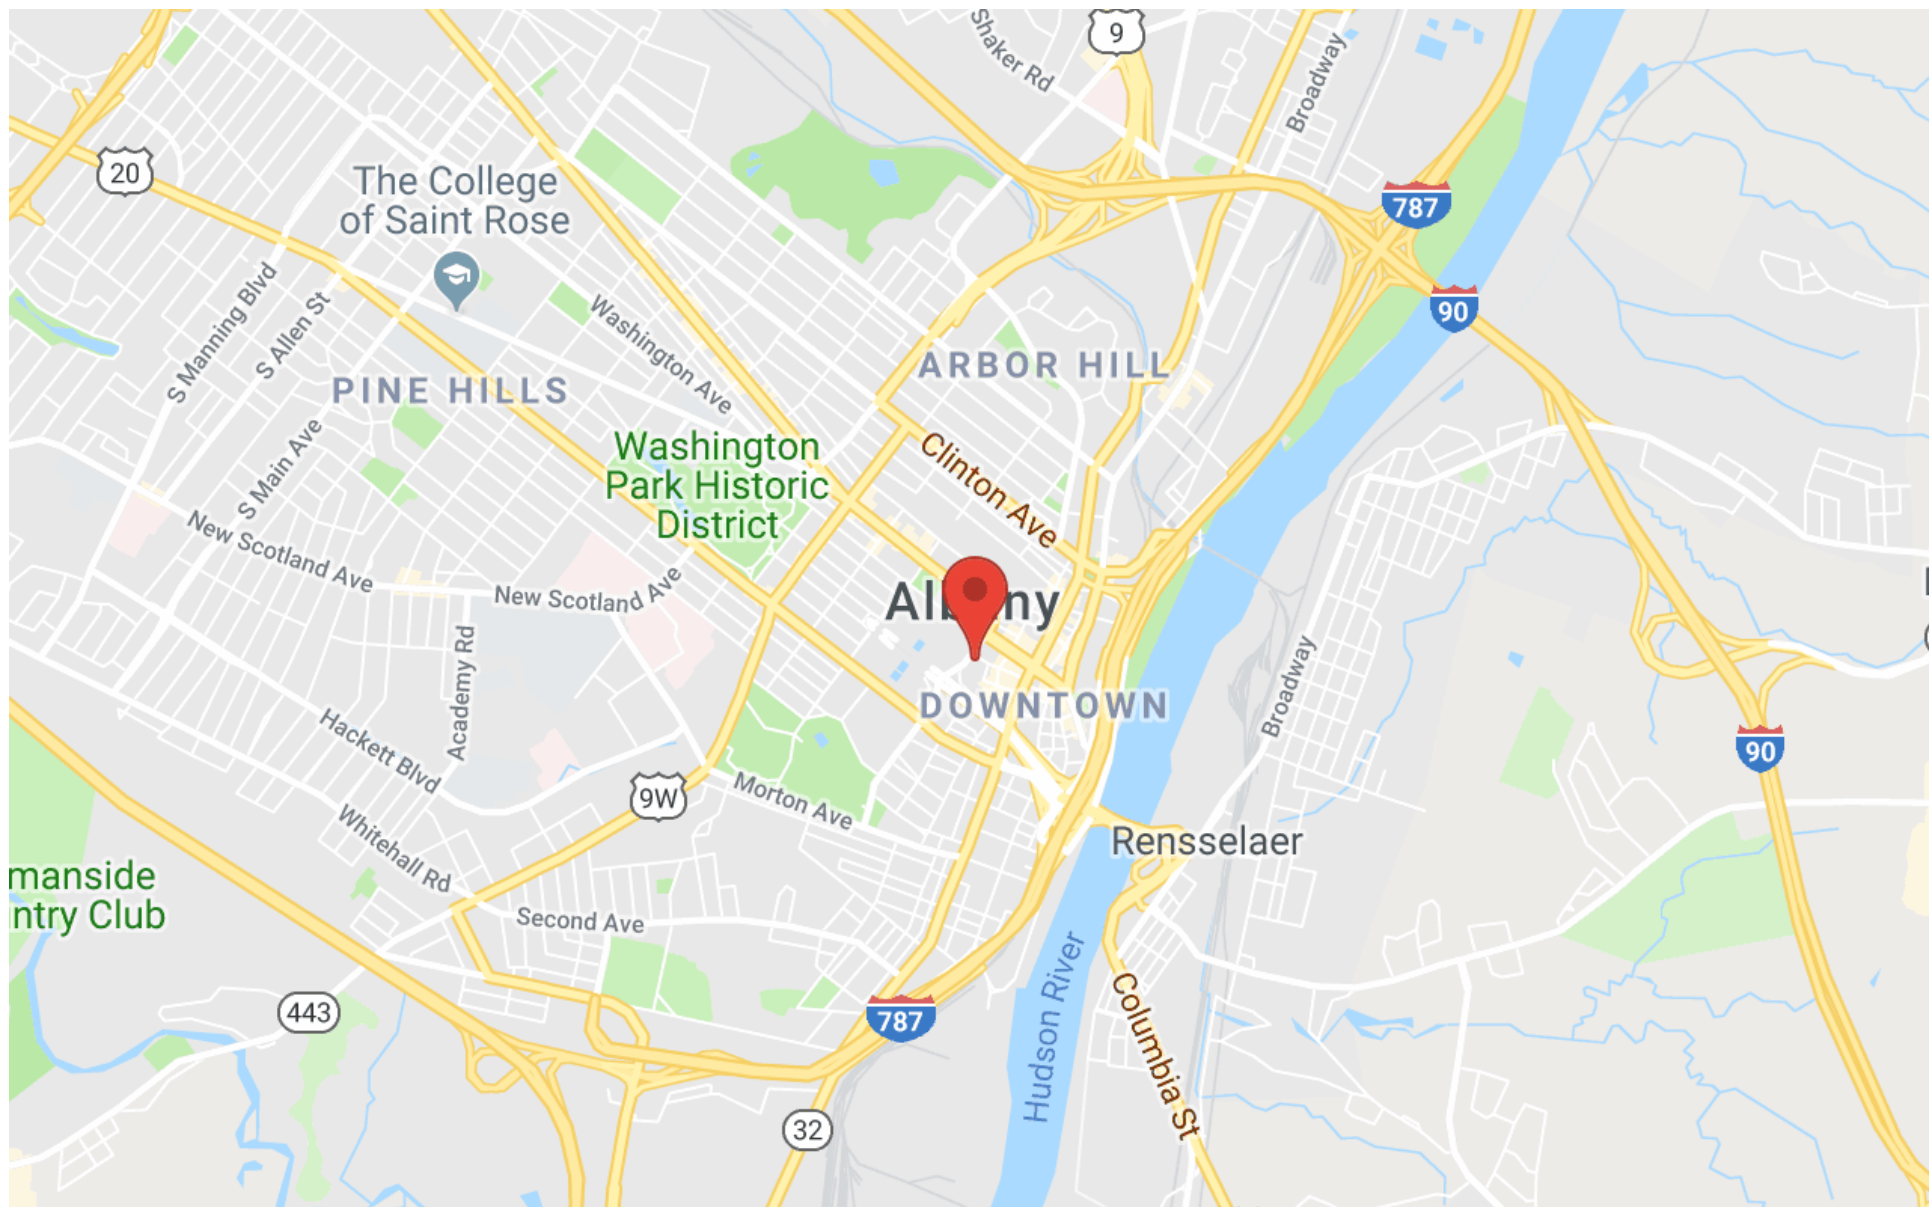 9
Shaker Rd
Broadway
20
The College
of Saint Rose
787
90
S Manning Blvd
S Allen St
Washington Ave
ARBOR HILL
PINE HILLS
S Main Ave
Washington
Park Historic
District
Clinton Ave
New Scotland Ave
New Scotland Ave
Alb ny
DOWNTOWN
Academy Rd
Broadway
Hackett Blvd
90
9W
Morton Ave
Whitehall Rd
Rensselaer
manside
ntry Club
Second Ave
443
787
Hudson River
Columbia St
32